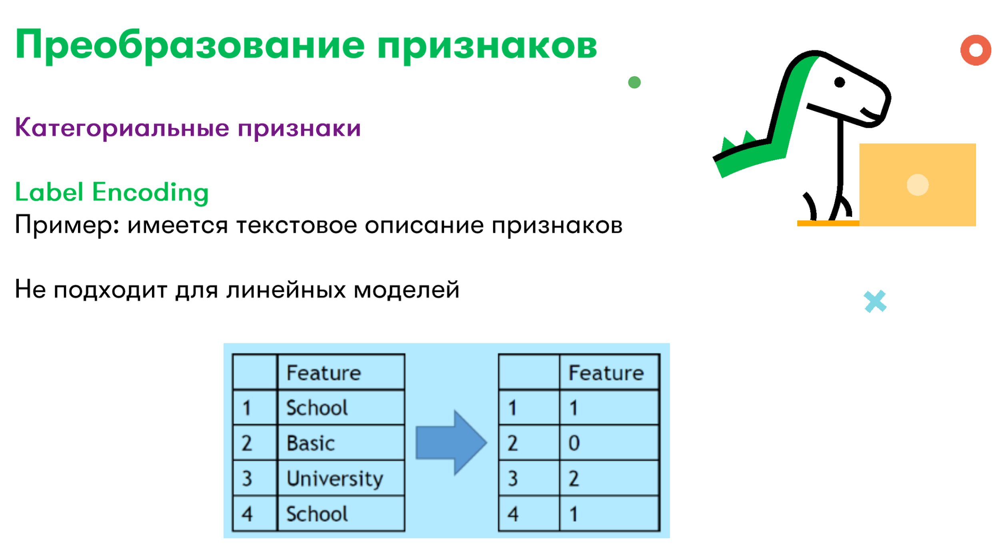 Преобразование признаков
Категориальные признаки
Label Encoding
Пример: имеется текстовое описание признаков
Не подходит для линейных моделей
Feature
1 School
2 Basic
3 University
4 School
Feature
1 1
2 0
3 2
4 1